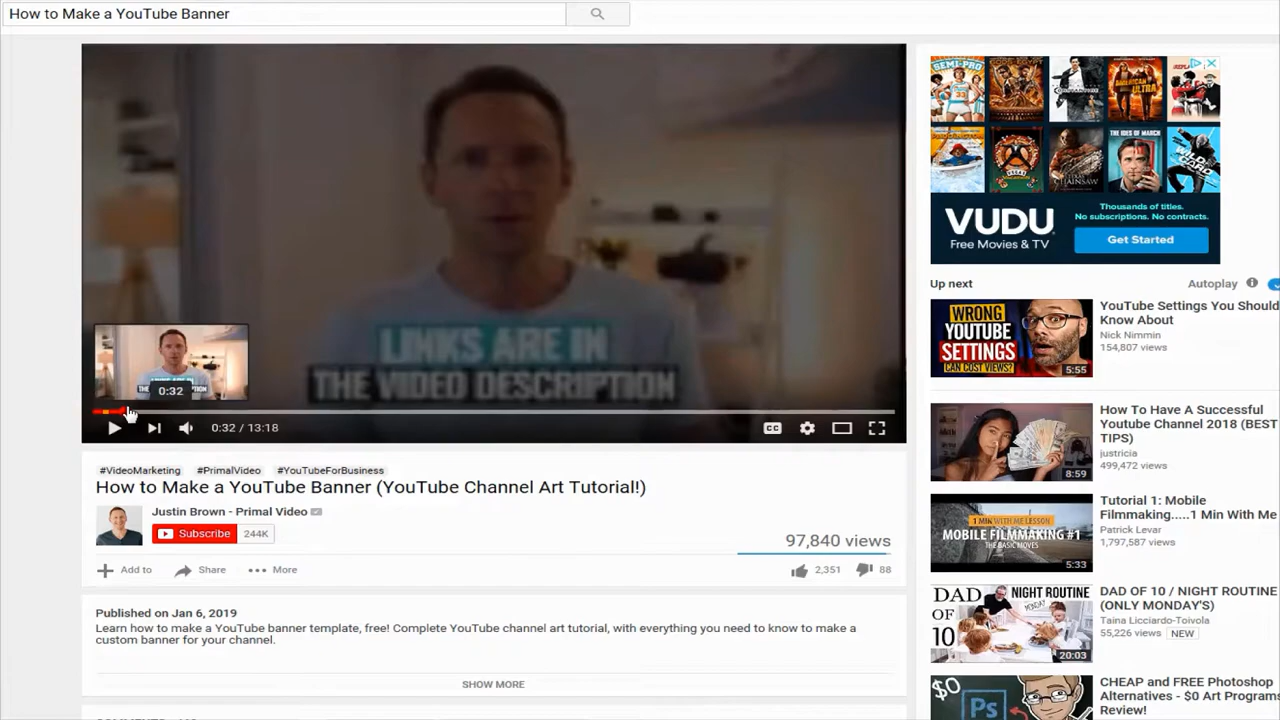 How to Make a YouTube Banner
LINKS ARE IN
THE VIDEO DESCRIPTION
0:32
0:32 / 13:18
CC
#VideoMarketing #PrimalVideo #YouTubeForBusiness
How to Make a YouTube Banner (YouTube Channel Art Tutorial!)
Justin Brown - Primal Video
Subscribe 244K
97,840 views
Add to Share More
2,351 88
Published on Jan 6, 2019
Learn how to make a YouTube banner template, free! Complete YouTube channel art tutorial, with everything you need to know to make a
custom banner for your channel.
SHOW MORE
SEMI-PRO
THE IDES OF MARCH
WILD CARD
VUDU
Free Movies & TV
Thousands of titles.
No subscriptions. No contracts.
Get Started
Up next
Autoplay
WRONG
YOUTUBE
SETTINGS
CAN COST VIEWS?
5:55
YouTube Settings You Should
Know About
Nick Nimmin
154,807 views
8:59
How To Have A Successful
Youtube Channel 2018 (BEST
TIPS)
justricia
499,472 views
1 MIN WITH ME LESSON
MOBILE FILMMAKING #1
THE BASIC MOVES
5:33
Tutorial 1: Mobile
Filmmaking.....1 Min With Me
Patrick Levar
1,797,587 views
DAD
OF
10
NIGHT ROUTINE
MONDAY'S
20:03
DAD OF 10 / NIGHT ROUTINE
(ONLY MONDAY'S)
Taina Licciardo-Toivola
55,226 views NEW
$0
Ps
CHEAP and FREE Photoshop
Alternatives - $0 Art Programs
Review!